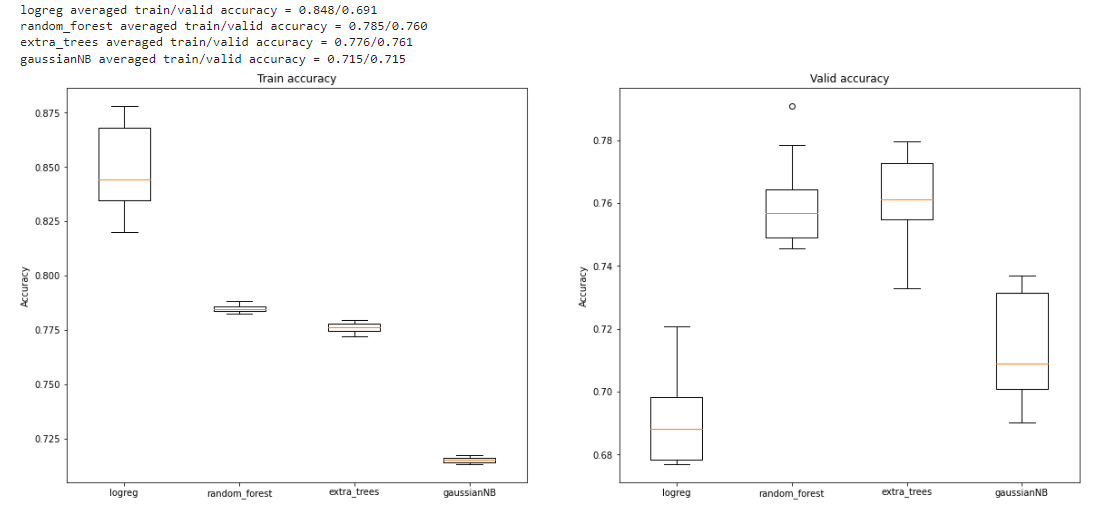 logreg averaged train/valid accuracy = 0.848/0.691
random_forest averaged train/valid accuracy = 0.785/0.760
extra_trees averaged train/valid accuracy = 0.776/0.761
gaussianNB averaged train/valid accuracy = 0.715/0.715
Train accuracy
Accuracy
0.875
0.850
0.825
0.800
0.775
0.750
0.725
logreg random_forest extra_trees gaussianNB
Valid accuracy
Accuracy
0.78
0.76
0.74
0.72
0.70
0.68
logreg random_forest extra_trees gaussianNB